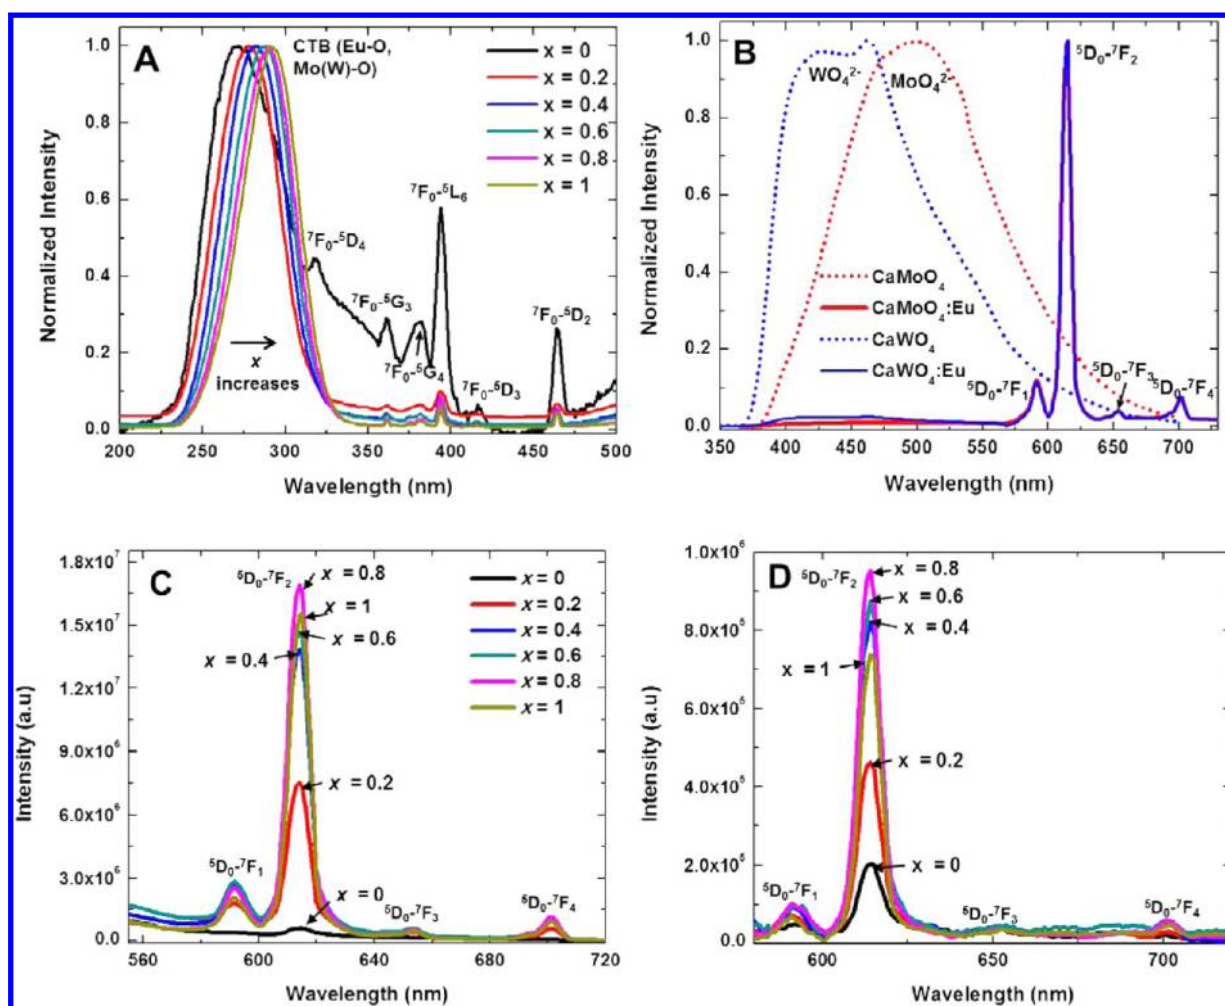 A
CTB (Eu-O,
Mo(W)-O)
x = 0
x = 0.2
x = 0.4
x = 0.6
x = 0.8
x = 1
⁷F₀-⁵L₆
⁷F₀-⁵D₄
⁷F₀-⁵G₃
⁷F₀-⁵G₄
⁷F₀-⁵D₃
⁷F₀-⁵D₂
x
increases
1.0
0.8
0.6
0.4
0.2
0.0
200 250 300 350 400 450 500
Normalized Intensity
Wavelength (nm)
B
WO₄²⁻
MoO₄²⁻
⁵D₀-⁷F₂
CaMoO₄
CaMoO₄:Eu
CaWO₄
CaWO₄:Eu
⁵D₀-⁷F₁
⁵D₀-⁷F₃
⁵D₀-⁷F₄
1.0
0.8
0.6
0.4
0.2
0.0
350 400 450 500 550 600 650 700
Normalized Intensity
Wavelength (nm)
C
⁵D₀-⁷F₂
x = 0.8
x = 1
x = 0.6
x = 0.4
x = 0.2
x = 0
x = 0
x = 0.2
x = 0.4
x = 0.6
x = 0.8
x = 1
⁵D₀-⁷F₁
⁵D₀-⁷F₃
⁵D₀-⁷F₄
1.8x10⁷
1.5x10⁷
1.2x10⁷
9.0x10⁶
6.0x10⁶
3.0x10⁶
0.0
560 600 640 680 720
Intensity (a.u)
Wavelength (nm)
D
⁵D₀-⁷F₂
x = 0.8
x = 0.6
x = 0.4
x = 1
x = 0.2
x = 0
⁵D₀-⁷F₁
⁵D₀-⁷F₃
⁵D₀-⁷F₄
1.0x10⁶
8.0x10⁵
6.0x10⁵
4.0x10⁵
2.0x10⁵
0.0
600 650 700
Intensity (a.u)
Wavelength (nm)